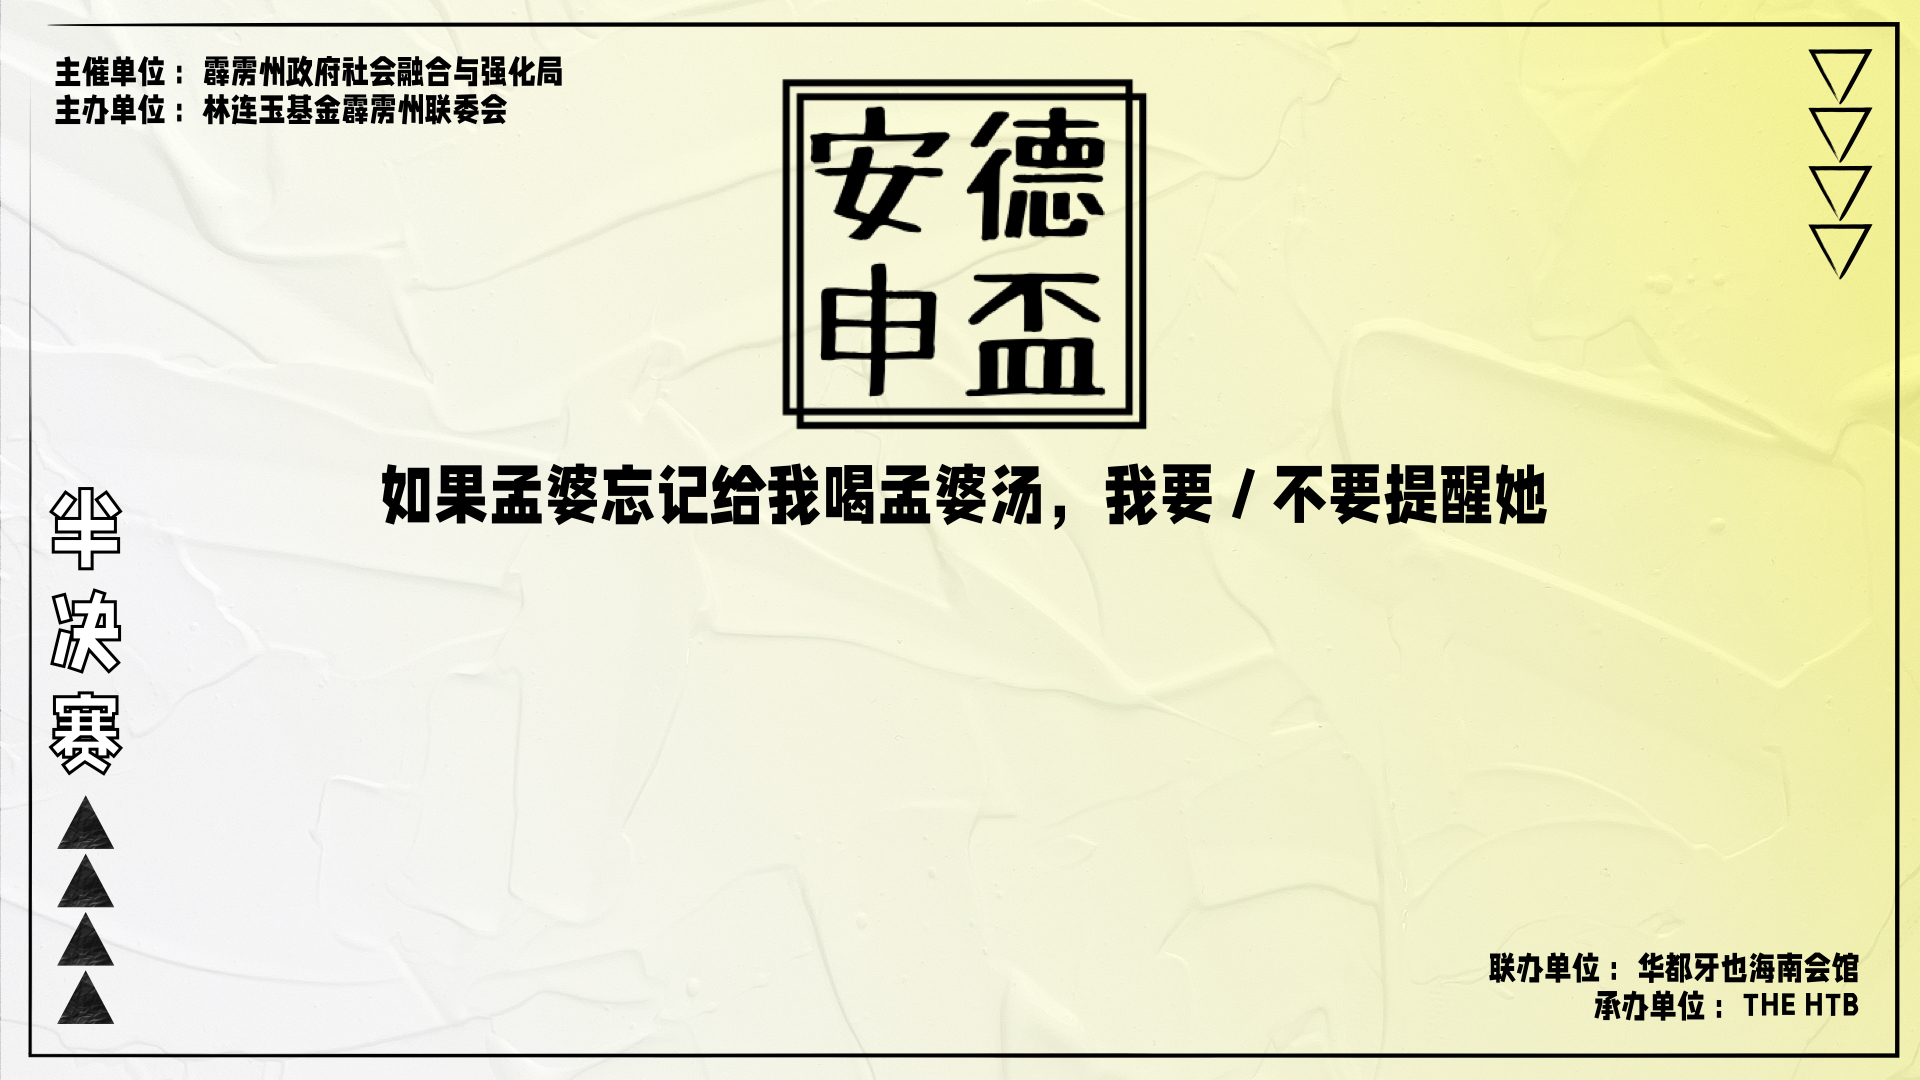 主催单位： 霹雳州政府社会融合与强化局
主办单位： 林连玉基金霹雳州联委会
安德
申盃
如果孟婆忘记给我喝孟婆汤，我要 / 不要提醒她
半决赛
联办单位： 华都牙也海南会馆
承办单位： THE HTB